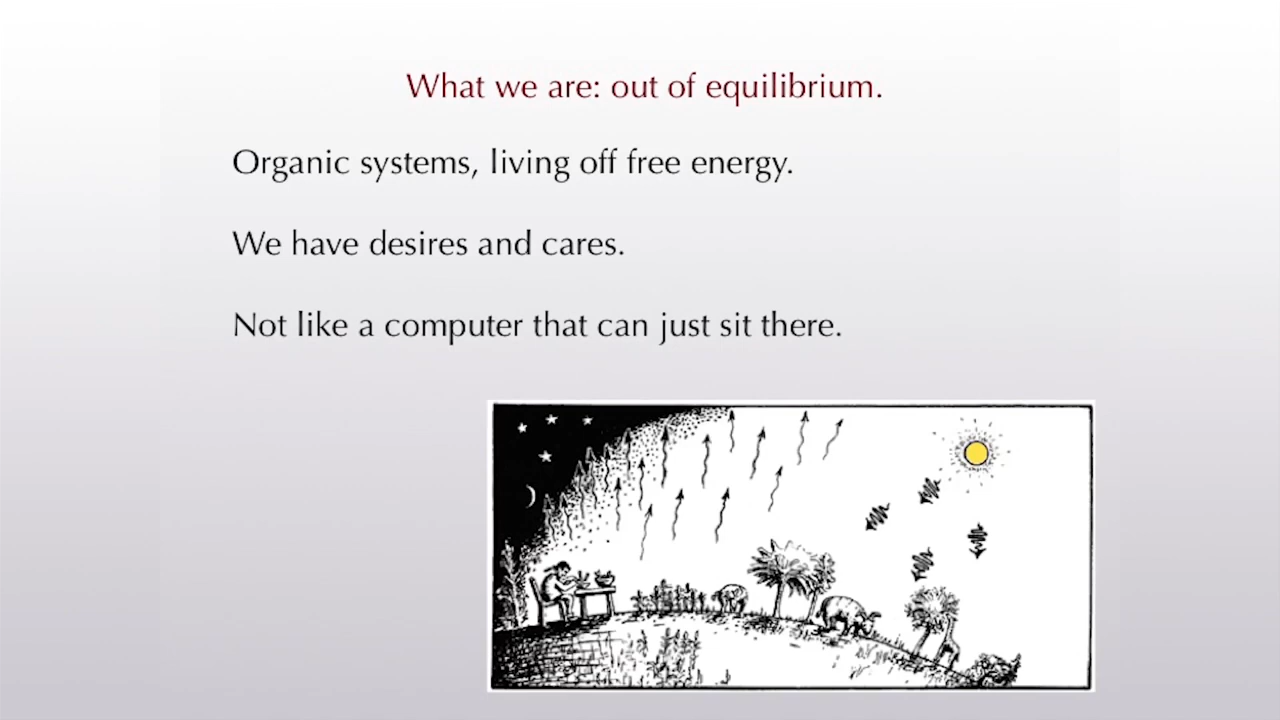 What we are: out of equilibrium.
Organic systems, living off free energy.
We have desires and cares.
Not like a computer that can just sit there.